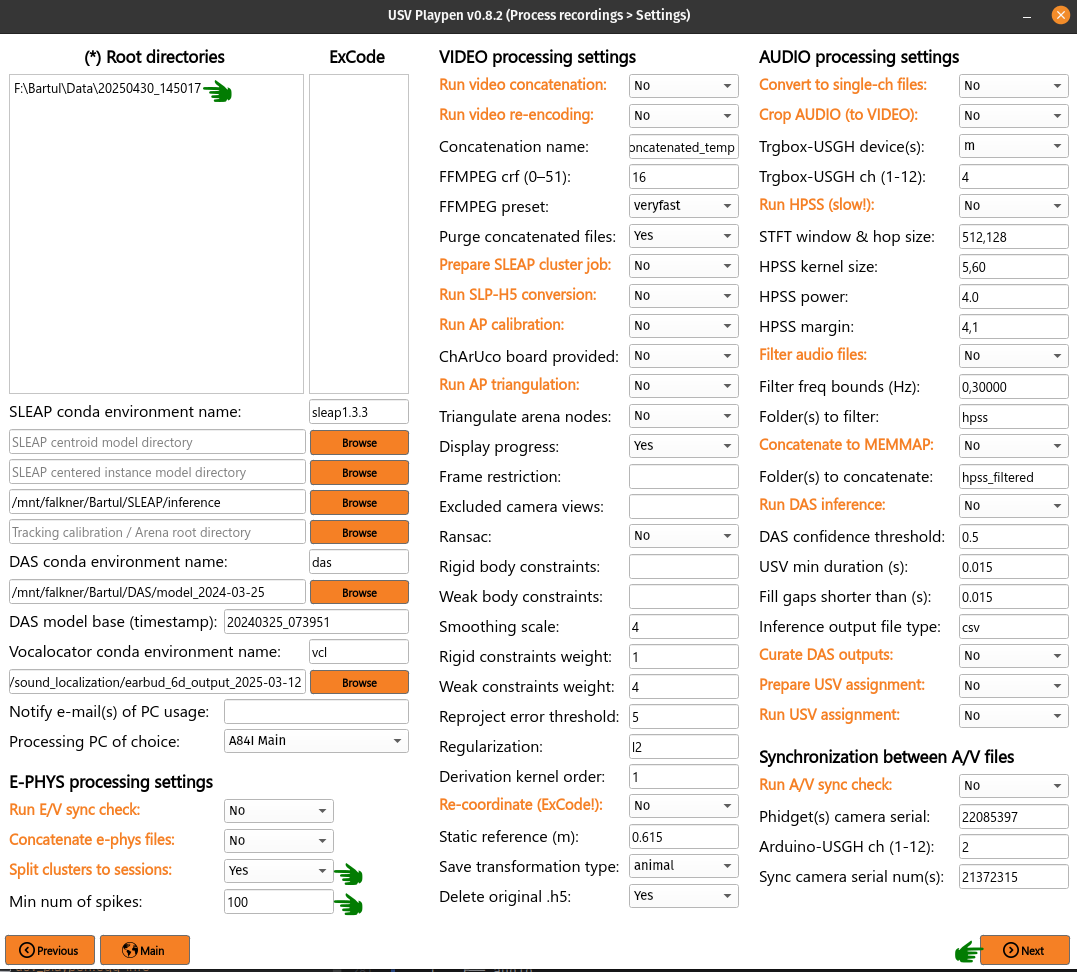 USV Playpen v0.8.2 (Process recordings > Settings)
(*) Root directories ExCode
F:\Bartul\Data\20250430_145017
SLEAP conda environment name: sleap1.3.3
SLEAP centroid model directory Browse
SLEAP centered instance model directory Browse
/mnt/falkner/Bartul/SLEAP/inference Browse
Tracking calibration / Arena root directory Browse
DAS conda environment name: das
/mnt/falkner/Bartul/DAS/model_2024-03-25 Browse
DAS model base (timestamp): 20240325_073951
Vocalocator conda environment name: vcl
/sound_localization/earbud_6d_output_2025-03-12 Browse
Notify e-mail(s) of PC usage:
Processing PC of choice: A84I Main
E-PHYS processing settings
Run E/V sync check: No
Concatenate e-phys files: No
Split clusters to sessions: Yes
Min num of spikes: 100
VIDEO processing settings
Run video concatenation: No
Run video re-encoding: No
Concatenation name: oncatenated_temp
FFMPEG crf (0–51): 16
FFMPEG preset: veryfast
Purge concatenated files: Yes
Prepare SLEAP cluster job: No
Run SLP-H5 conversion: No
Run AP calibration: No
ChArUco board provided: No
Run AP triangulation: No
Triangulate arena nodes: No
Display progress: Yes
Frame restriction:
Excluded camera views:
Ransac: No
Rigid body constraints:
Weak body constraints:
Smoothing scale: 4
Rigid constraints weight: 1
Weak constraints weight: 4
Reproject error threshold: 5
Regularization: l2
Derivation kernel order: 1
Re-coordinate (ExCode!): No
Static reference (m): 0.615
Save transformation type: animal
Delete original .h5: Yes
AUDIO processing settings
Convert to single-ch files: No
Crop AUDIO (to VIDEO): No
Trgbox-USGH device(s): m
Trgbox-USGH ch (1-12): 4
Run HPSS (slow!): No
STFT window & hop size: 512,128
HPSS kernel size: 5,60
HPSS power: 4.0
HPSS margin: 4,1
Filter audio files: No
Filter freq bounds (Hz): 0,30000
Folder(s) to filter: hpss
Concatenate to MEMMAP: No
Folder(s) to concatenate: hpss_filtered
Run DAS inference: No
DAS confidence threshold: 0.5
USV min duration (s): 0.015
Fill gaps shorter than (s): 0.015
Inference output file type: csv
Curate DAS outputs: No
Prepare USV assignment: No
Run USV assignment: No
Synchronization between A/V files
Run A/V sync check: No
Phidget(s) camera serial: 22085397
Arduino-USGH ch (1-12): 2
Sync camera serial num(s): 21372315
Previous Main Next